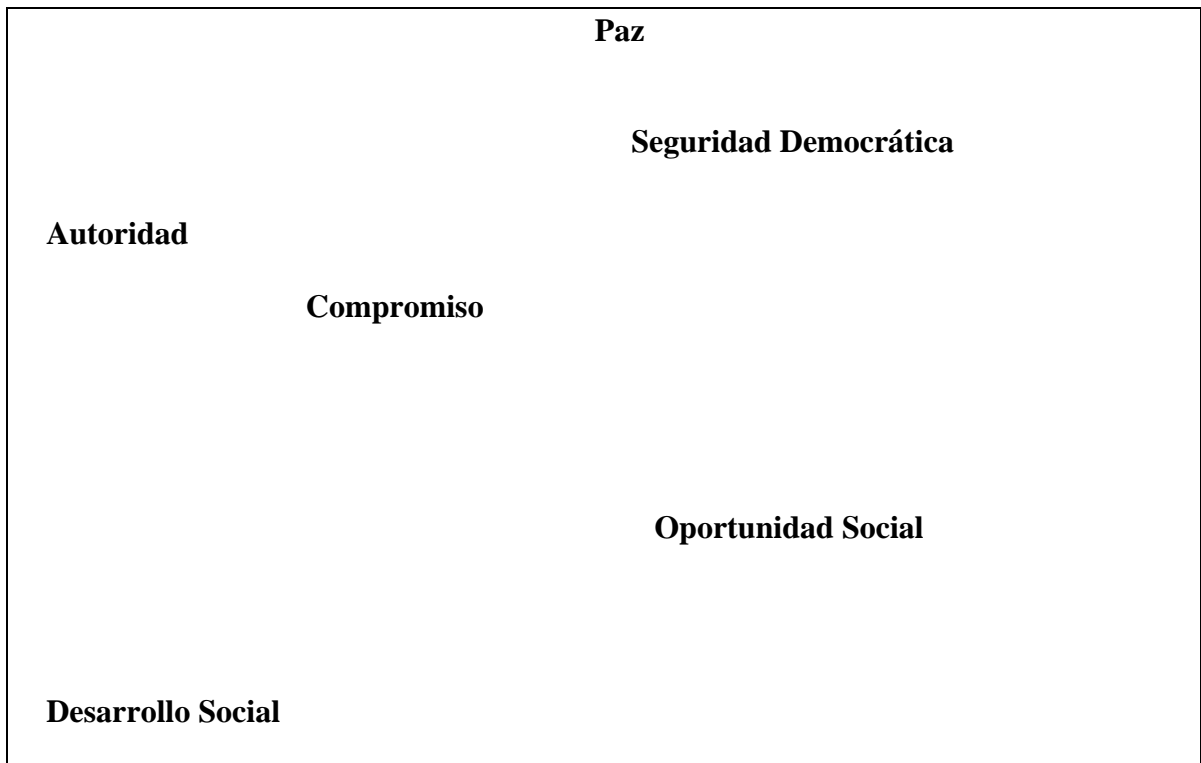 Paz
Seguridad Democrática
Autoridad
Compromiso
Oportunidad Social
Desarrollo Social